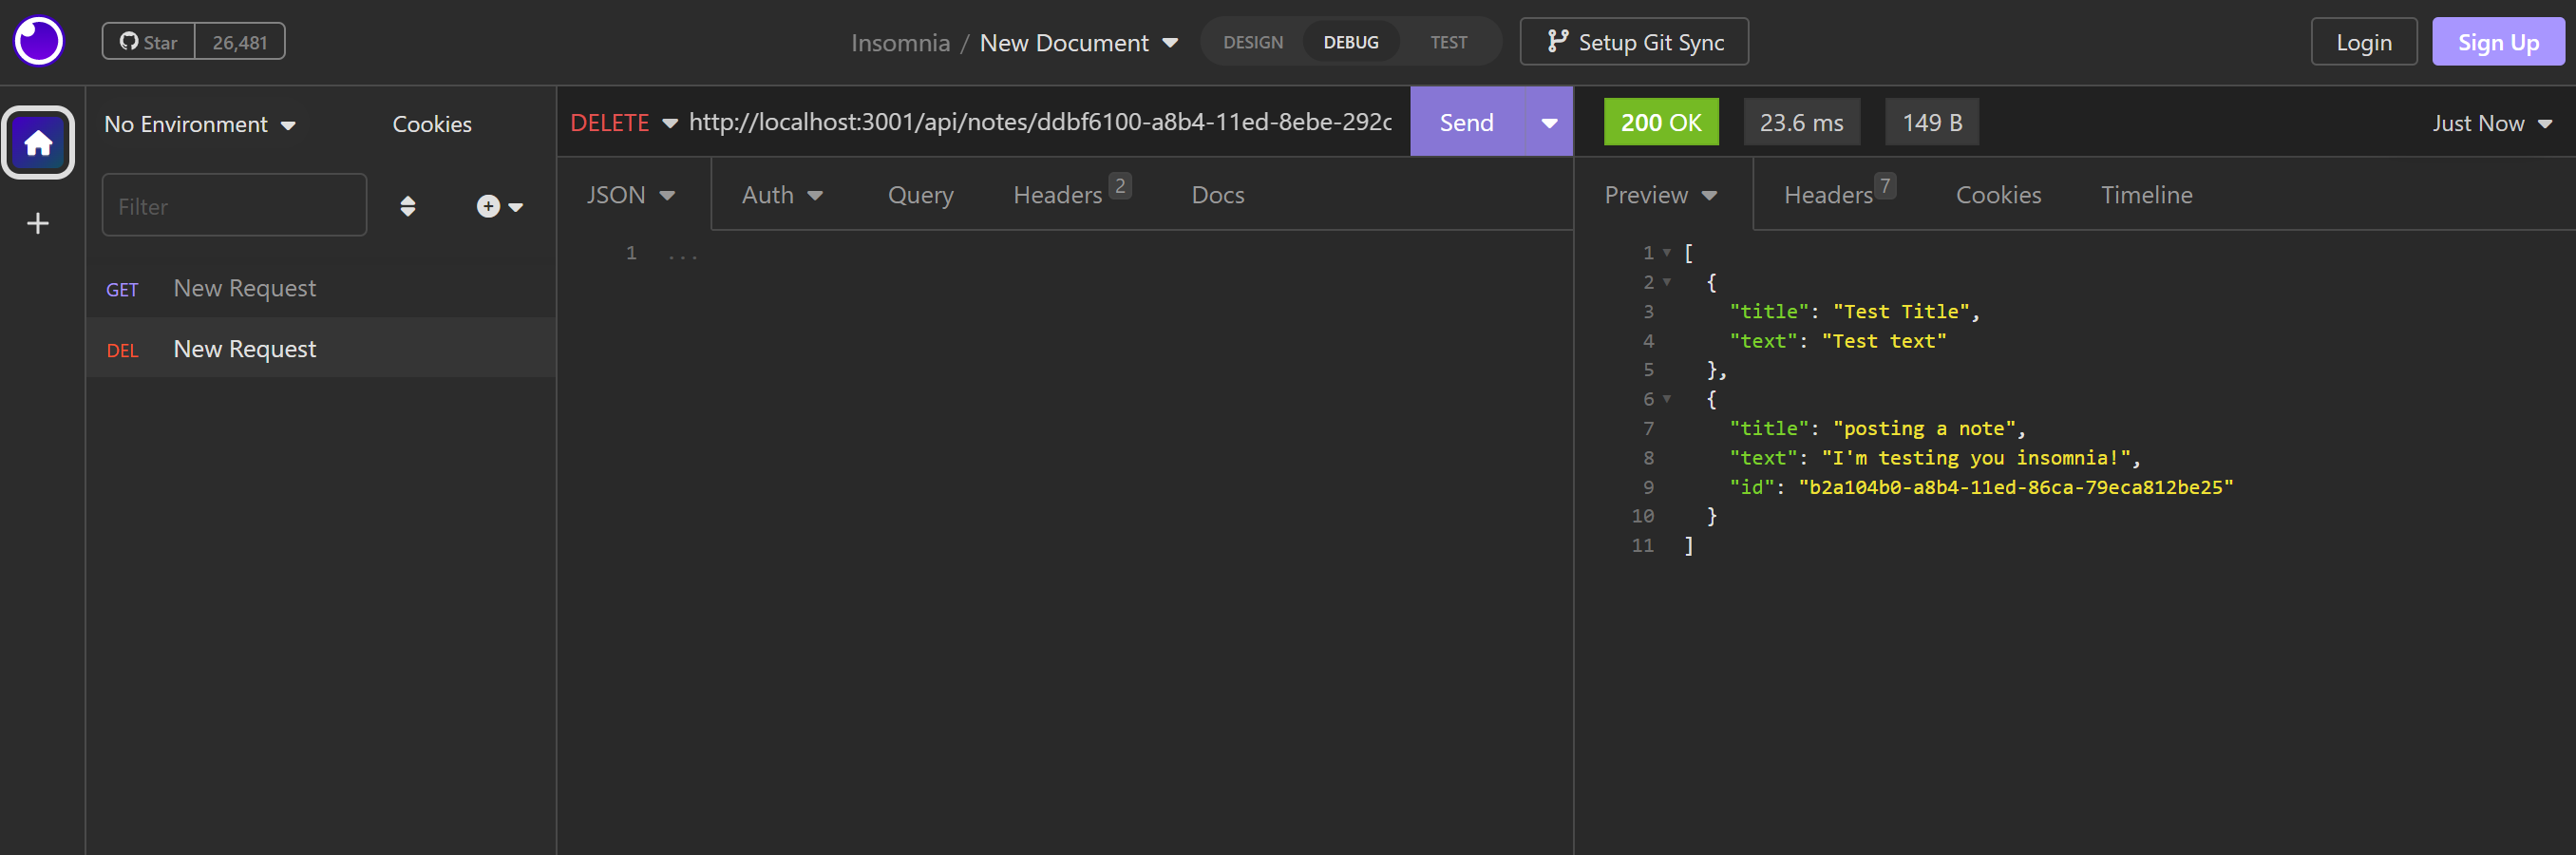 Star 26,481
Insomnia / New Document
DESIGN DEBUG TEST
Setup Git Sync
Login
Sign Up
No Environment
Cookies
Filter
GET New Request
DEL New Request
DELETE http://localhost:3001/api/notes/ddbf6100-a8b4-11ed-8ebe-292c
Send
JSON Auth Query Headers 2 Docs
1 ...
200 OK 23.6 ms 149 B
Just Now
Preview Headers 7 Cookies Timeline
1 [
2 {
3 "title": "Test Title",
4 "text": "Test text"
5 },
6 {
7 "title": "posting a note",
8 "text": "I'm testing you insomnia!",
9 "id": "b2a104b0-a8b4-11ed-86ca-79eca812be25"
10 }
11 ]